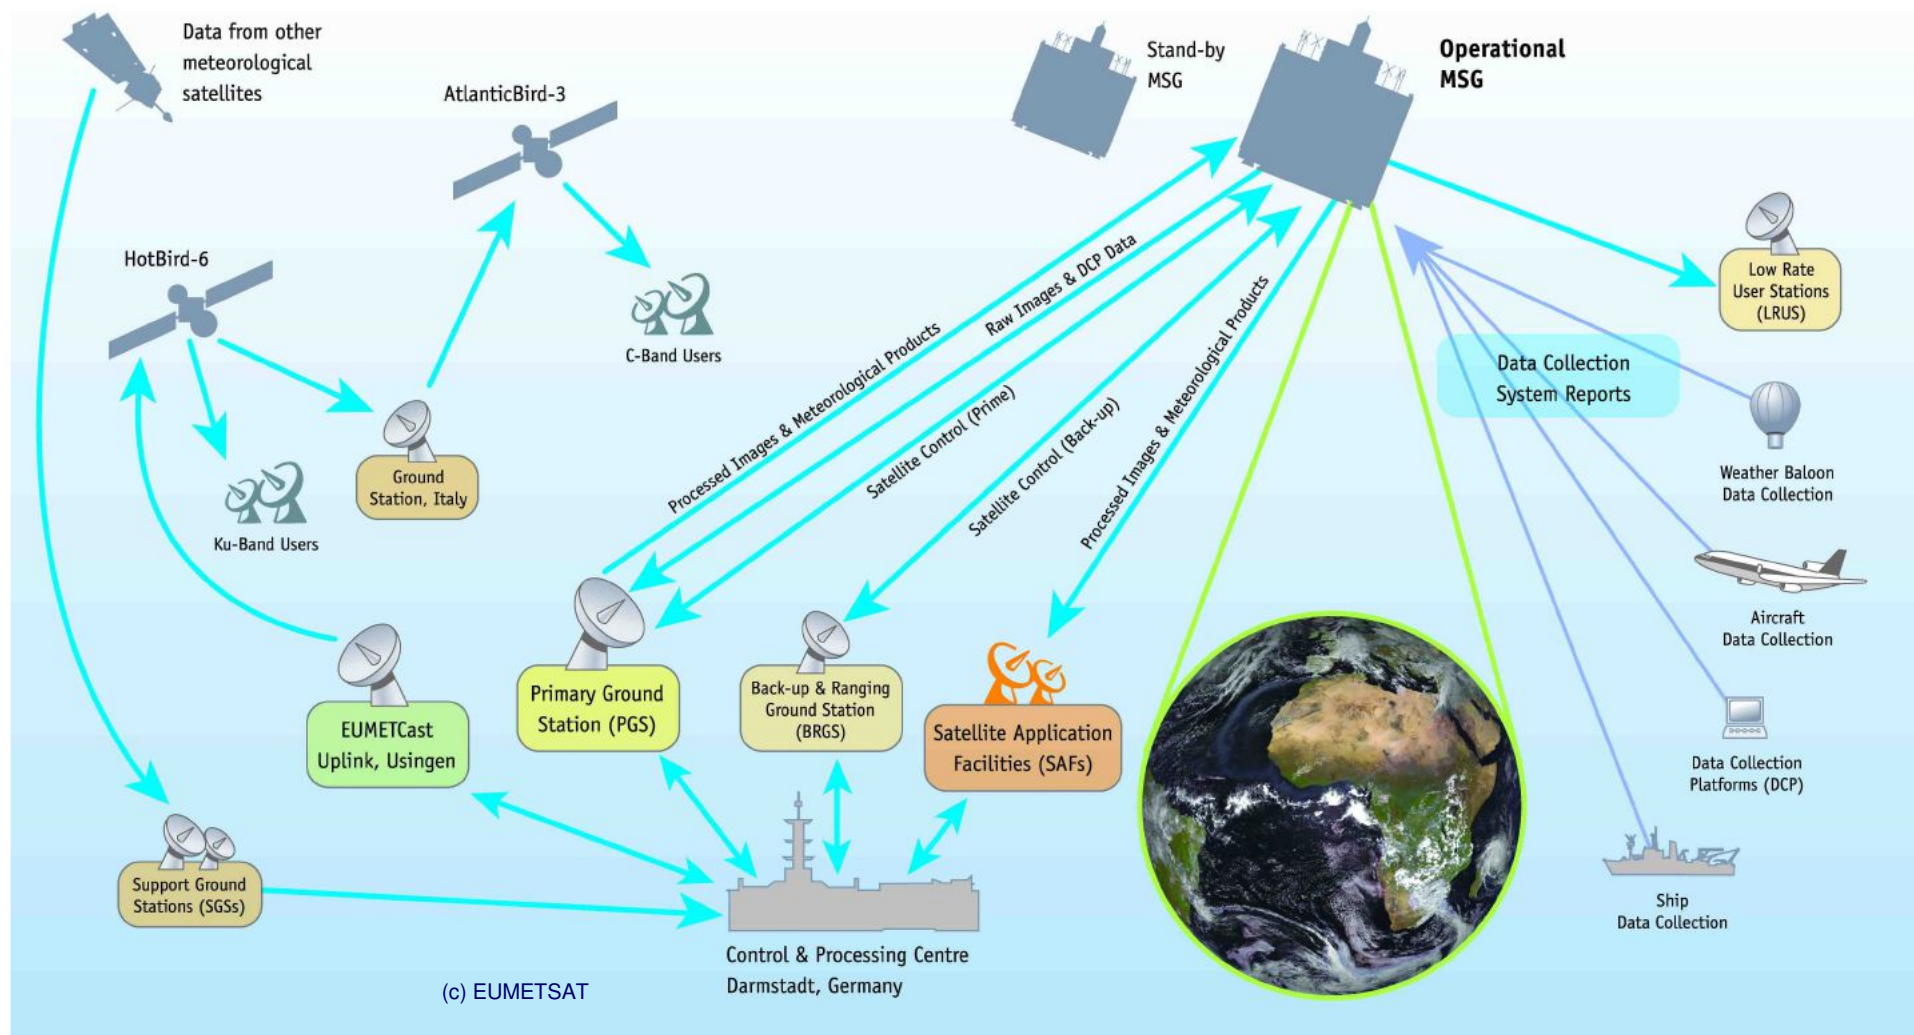 Data from other
meteorological
satellites
AtlanticBird-3
Stand-by
MSG
Operational
MSG
HotBird-6
C-Band Users
Low Rate
User Stations
(LRUS)
Raw Images & DCP Data
Processed Images & Meteorological Products
Satellite Control (Prime)
Satellite Control (Back-up)
Processed Images & Meteorological Products
Data Collection
System Reports
Ground
Station, Italy
Ku-Band Users
Weather Baloon
Data Collection
Aircraft
Data Collection
Primary Ground
Station (PGS)
Back-up & Ranging
Ground Station
(BRGS)
EUMETCast
Uplink, Usingen
Satellite Application
Facilities (SAFs)
Data Collection
Platforms (DCP)
Support Ground
Stations (SGSs)
Ship
Data Collection
Control & Processing Centre
Darmstadt, Germany
(c) EUMETSAT